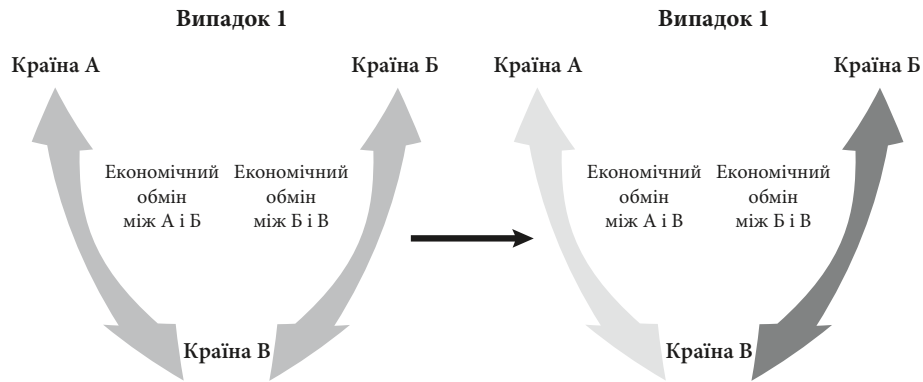 Випадок 1
Країна А
Країна Б
Економічний
обмін
між А і Б
Економічний
обмін
між Б і В
Країна В
Випадок 1
Країна А
Країна Б
Економічний
обмін
між А і В
Економічний
обмін
між Б і В
Країна В